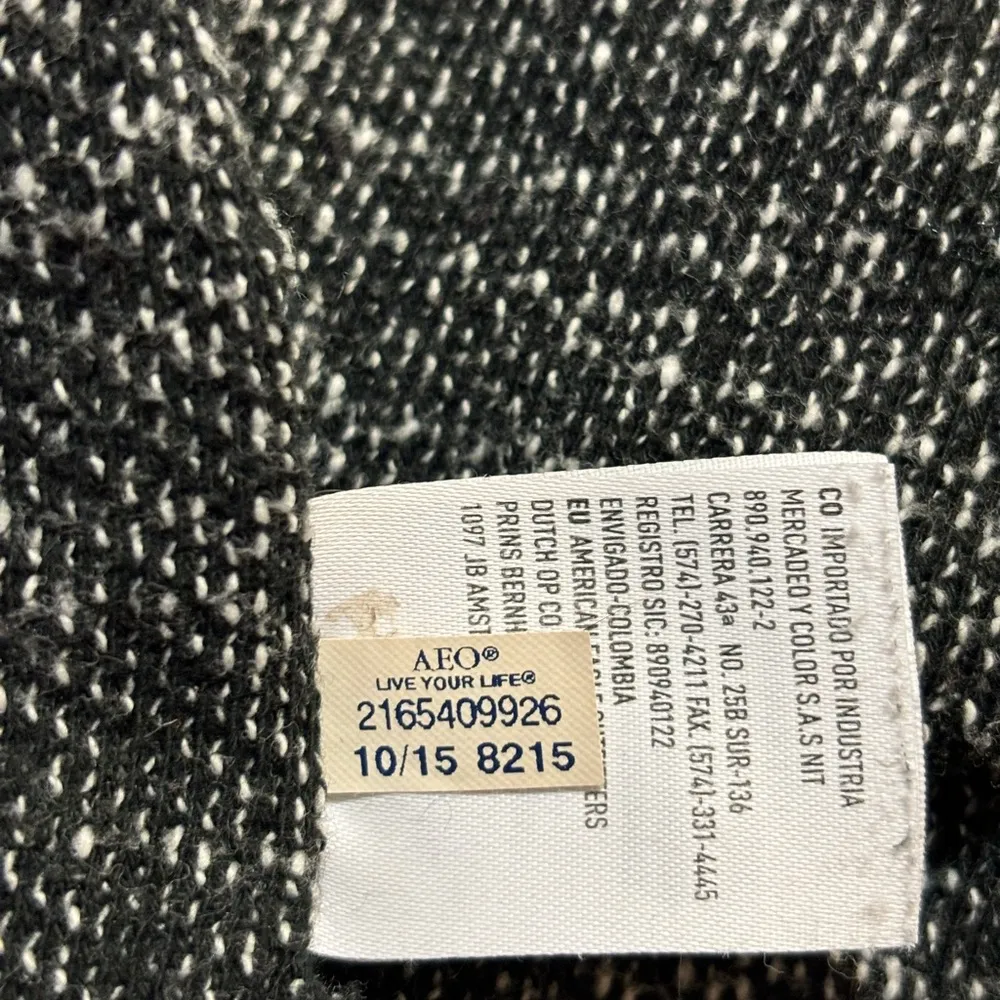 CO IMPORTADO POR INDUSTRIA
MERCADEO Y COLOR S.A.S NIT
890.940.122-2
CARRERA 43ª NO. 25B SUR-136
TEL. (574)-270-4211 FAX. (574)-331-4445
REGISTRO SIC: 890940122
ENVIGADO-COLOMBIA
EU AMERICAN
DUTCH OP CO
PRINS BERNH
1097 JB AMST
AEO®
LIVE YOUR LIFE®
2165409926
10/15 8215